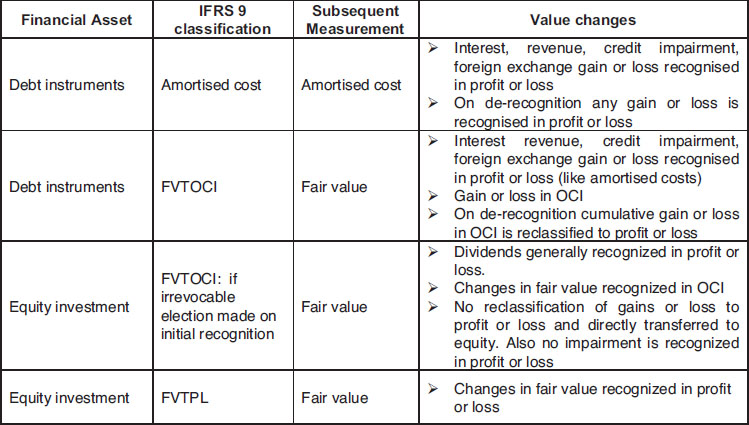 Financial Asset
IFRS 9
classification
Subsequent
Measurement
Value changes
Debt instruments
Amortised cost
Amortised cost
➢ Interest, revenue, credit impairment,
foreign exchange gain or loss recognised
in profit or loss
➢ On de-recognition any gain or loss is
recognised in profit or loss
Debt instruments
FVTOCI
Fair value
➢ Interest revenue, credit impairment,
foreign exchange gain or loss recognised
in profit or loss (like amortised costs)
➢ Gain or loss in OCI
➢ On de-recognition cumulative gain or loss
in OCI is reclassified to profit or loss
Equity investment
FVTOCI: if
irrevocable
election made on
initial recognition
Fair value
➢ Dividends generally recognized in profit or
loss.
➢ Changes in fair value recognized in OCI
➢ No reclassification of gains or loss to
profit or loss and directly transferred to
equity. Also no impairment is recognized
in profit or loss
Equity investment
FVTPL
Fair value
➢ Changes in fair value recognized in profit
or loss